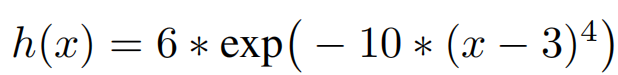 h(x) = 6 * exp( − 10 * (x − 3)⁴)